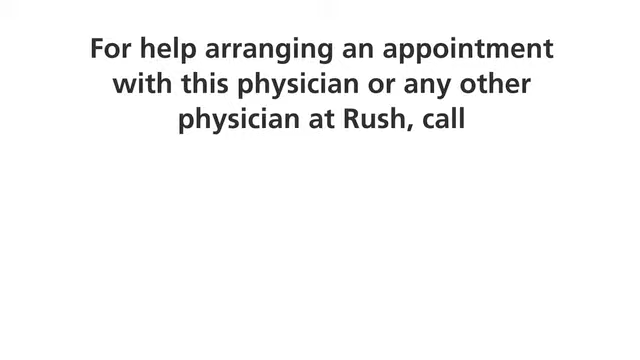 For help arranging an appointment
with this physician or any other
physician at Rush, call